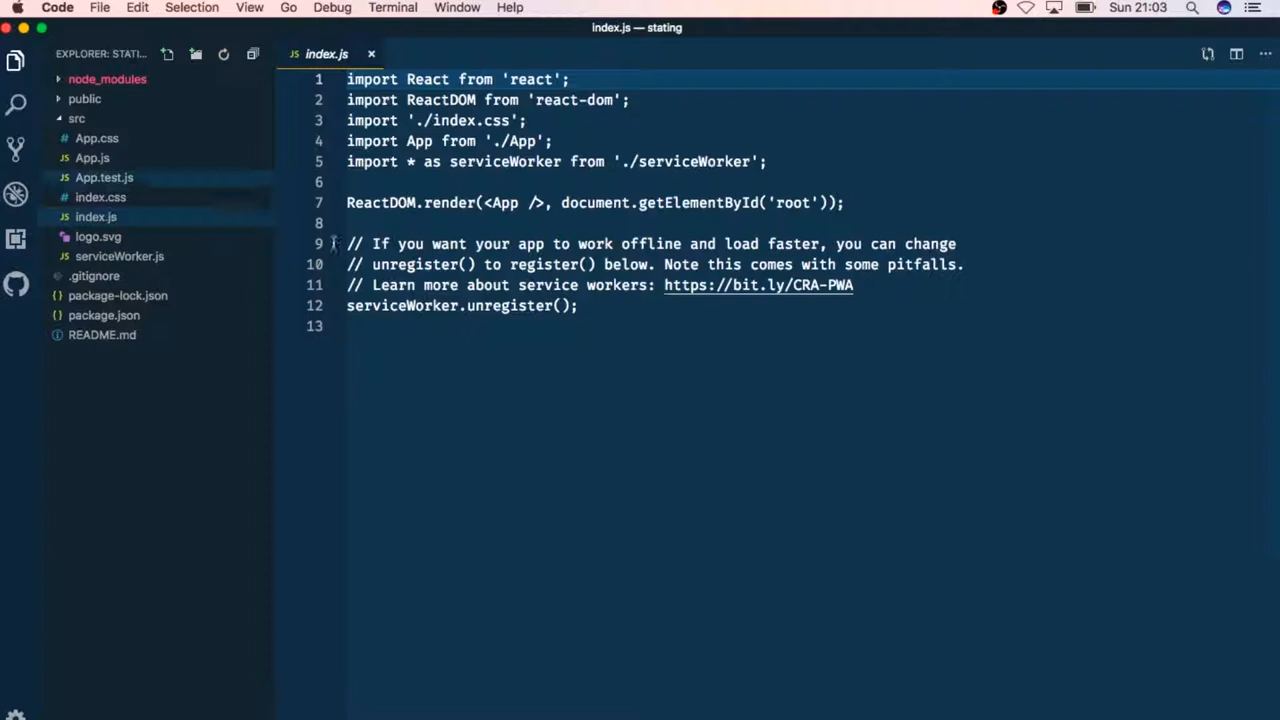 Code File Edit Selection View Go Debug Terminal Window Help Sun 21:03
index.js — stating
EXPLORER: STATI...
node_modules
public
src
# App.css
JS App.js
JS App.test.js
# index.css
JS index.js
logo.svg
JS serviceWorker.js
.gitignore
{} package-lock.json
{} package.json
README.md
JS index.js ×
1 import React from 'react';
2 import ReactDOM from 'react-dom';
3 import './index.css';
4 import App from './App';
5 import * as serviceWorker from './serviceWorker';
6
7 ReactDOM.render(<App />, document.getElementById('root'));
8
9 // If you want your app to work offline and load faster, you can change
10 // unregister() to register() below. Note this comes with some pitfalls.
11 // Learn more about service workers: https://bit.ly/CRA-PWA
12 serviceWorker.unregister();
13